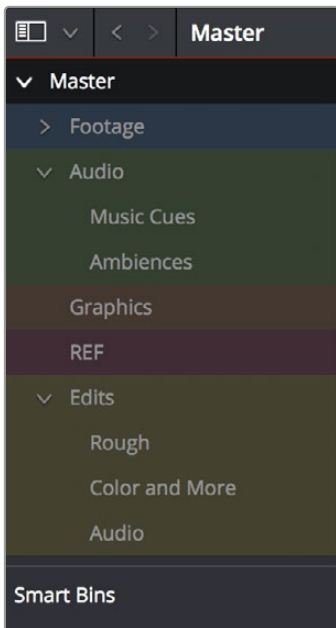 Master
Master
Footage
Audio
Music Cues
Ambiences
Graphics
REF
Edits
Rough
Color and More
Audio
Smart Bins